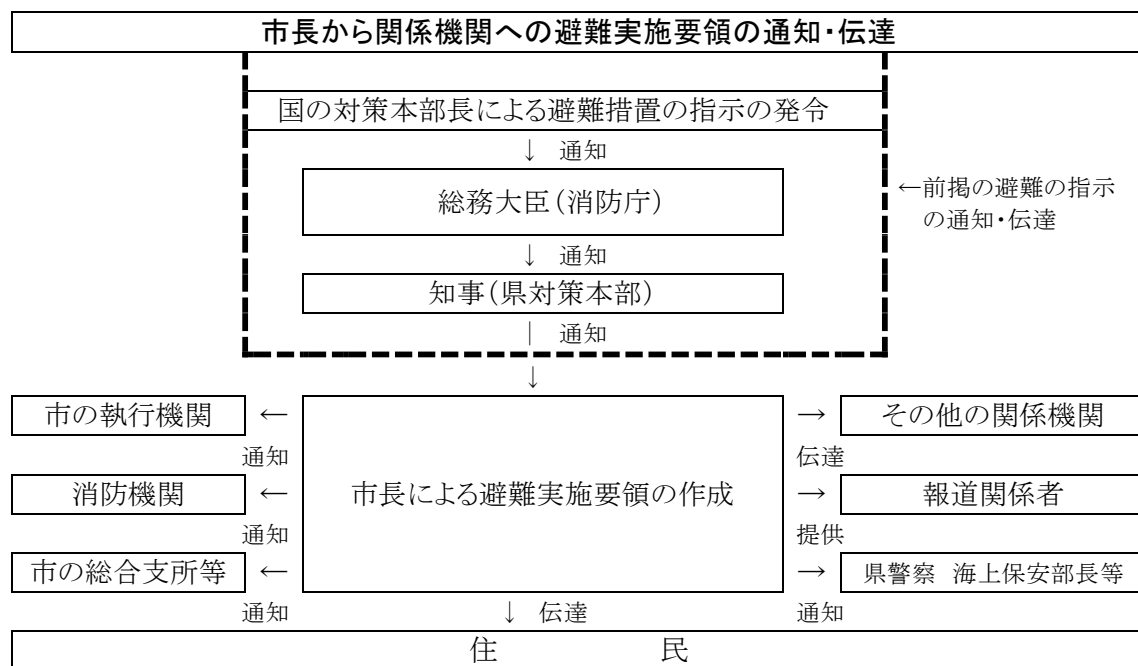 市長から関係機関への避難実施要領の通知・伝達
国の対策本部長による避難措置の指示の発令
↓ 通知
総務大臣（消防庁）
↓ 通知
知事（県対策本部）
｜ 通知
←前掲の避難の指示
の通知・伝達
↓
市の執行機関 ←
通知
消防機関 ←
通知
市の総合支所等 ←
通知
市長による避難実施要領の作成
→ その他の関係機関
伝達
→ 報道関係者
提供
→ 県警察 海上保安部長等
通知
↓ 伝達
住 民